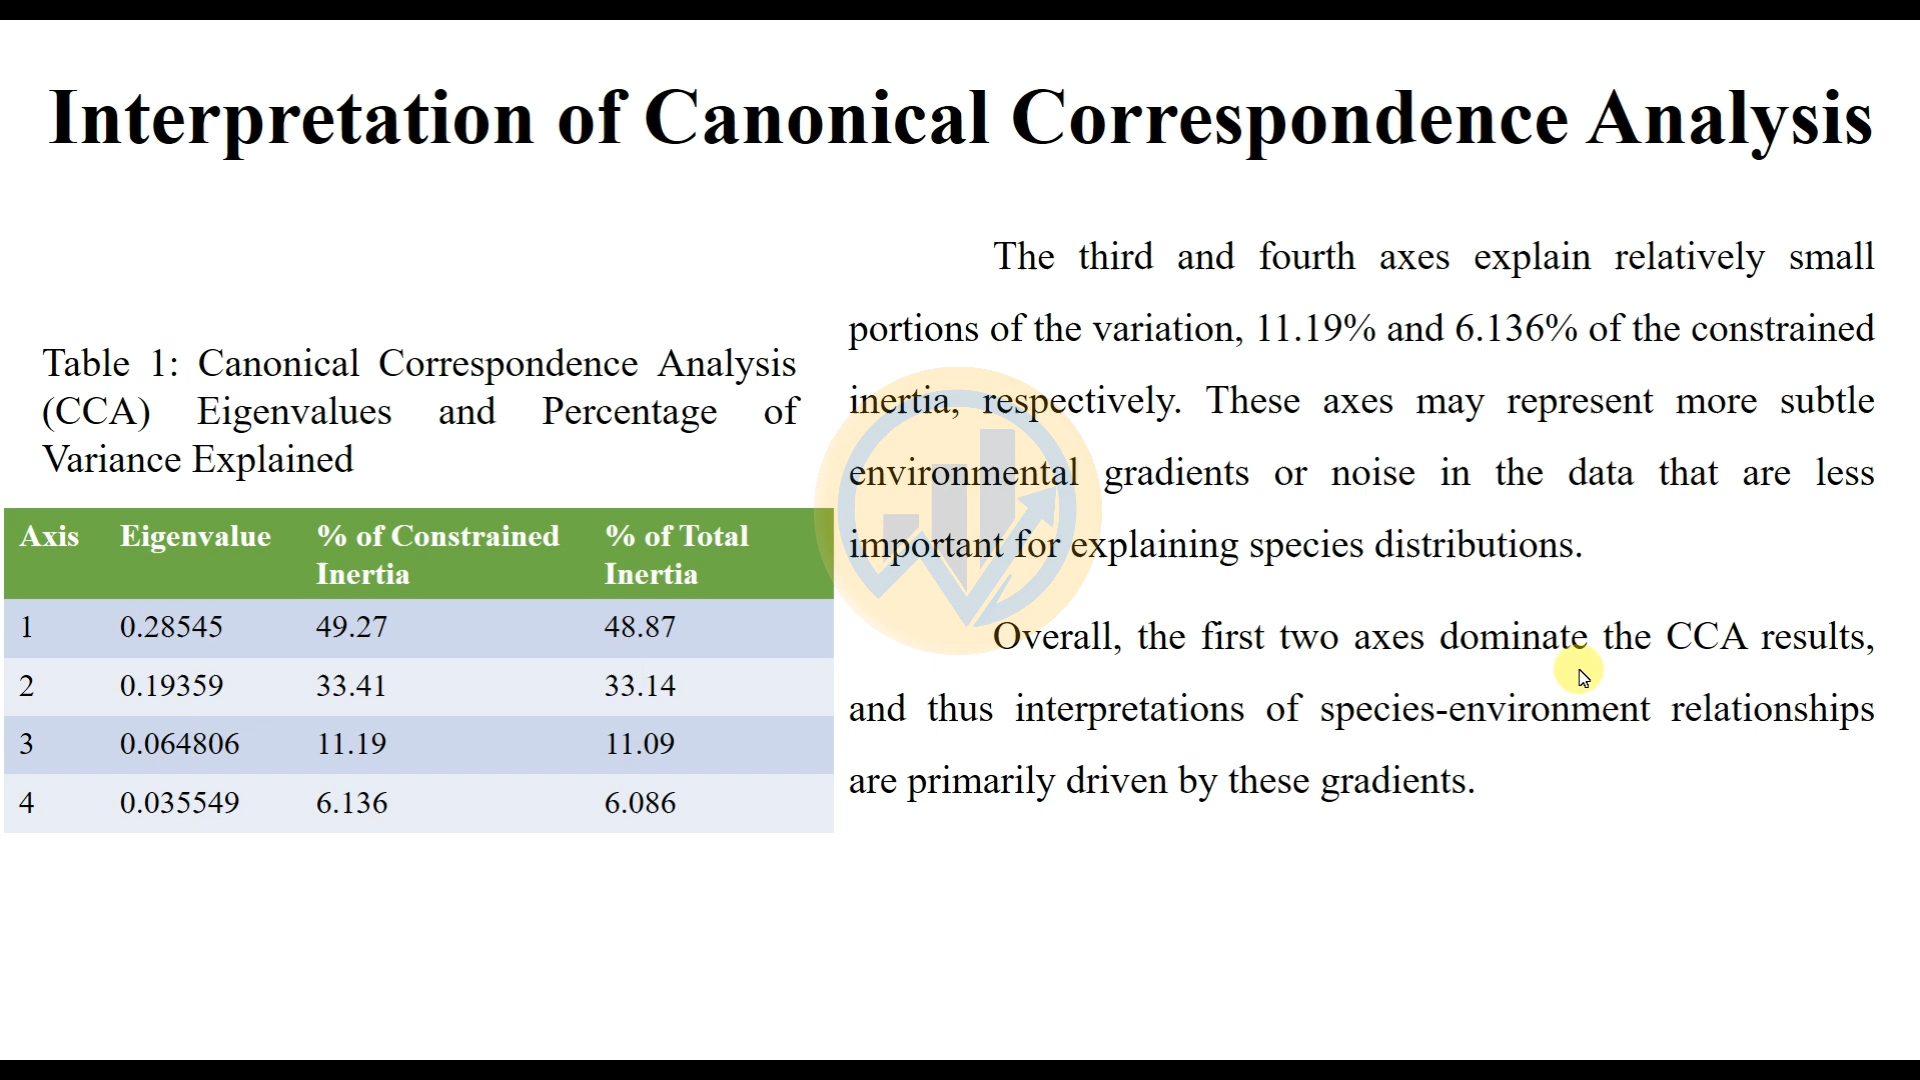 Interpretation of Canonical Correspondence Analysis
Table 1: Canonical Correspondence Analysis
(CCA) Eigenvalues and Percentage of
Variance Explained
Axis Eigenvalue % of Constrained Inertia % of Total Inertia
1 0.28545 49.27 48.87
2 0.19359 33.41 33.14
3 0.064806 11.19 11.09
4 0.035549 6.136 6.086
The third and fourth axes explain relatively small
portions of the variation, 11.19% and 6.136% of the constrained
inertia, respectively. These axes may represent more subtle
environmental gradients or noise in the data that are less
important for explaining species distributions.
Overall, the first two axes dominate the CCA results,
and thus interpretations of species-environment relationships
are primarily driven by these gradients.